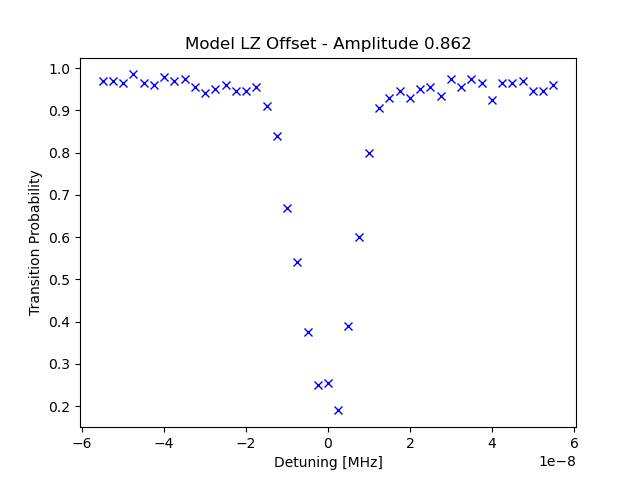 Model LZ Offset - Amplitude 0.862
1.0
0.9
0.8
0.7
0.6
0.5
0.4
0.3
0.2
Transition Probability
−6 −4 −2 0 2 4 6
1e−8
Detuning [MHz]